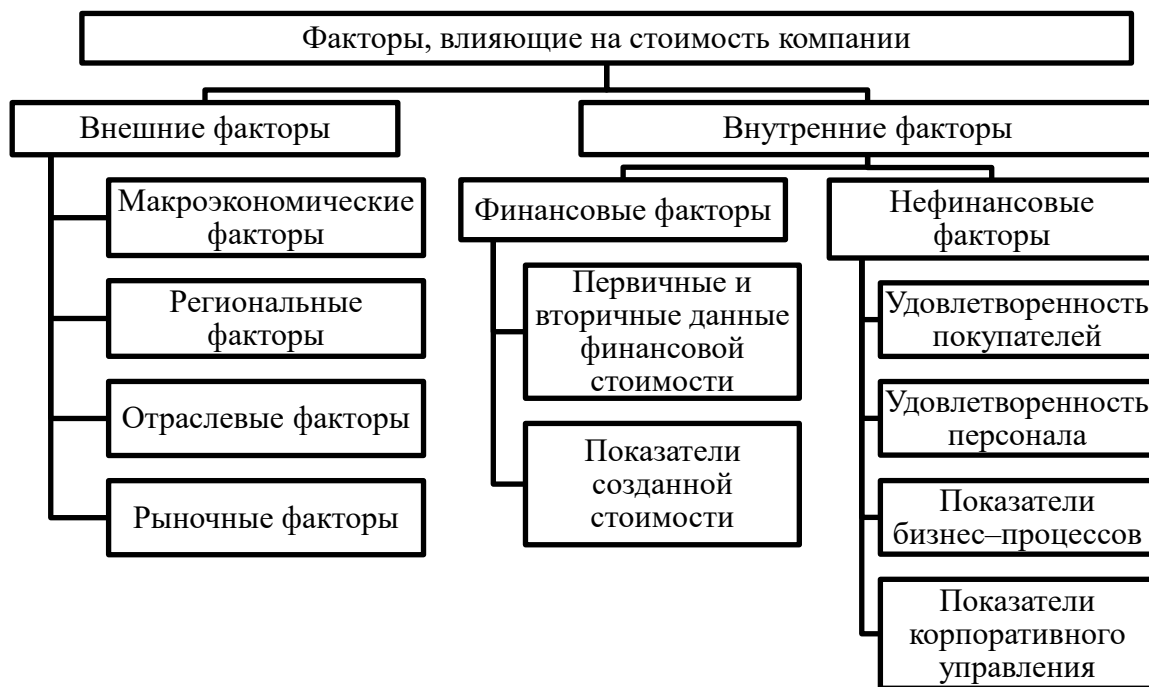 Факторы, влияющие на стоимость компании
Внешние факторы
Макроэкономические
факторы
Региональные
факторы
Отраслевые факторы
Рыночные факторы
Внутренние факторы
Финансовые факторы
Первичные и
вторичные данные
финансовой
стоимости
Показатели
созданной
стоимости
Нефинансовые
факторы
Удовлетворенность
покупателей
Удовлетворенность
персонала
Показатели
бизнес–процессов
Показатели
корпоративного
управления